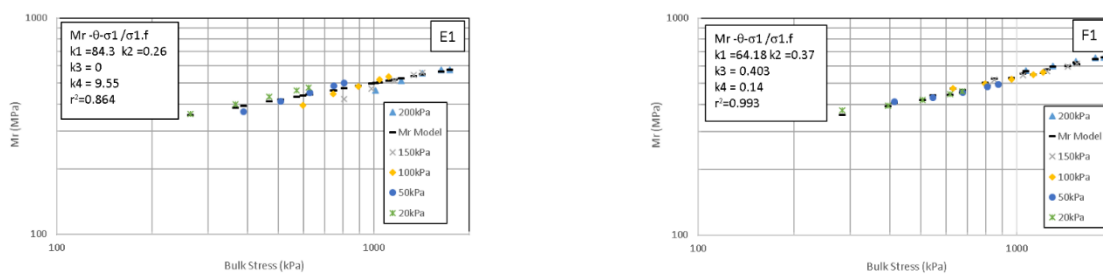 1000
Mr -θ-σ1 /σ1.f
k1 =84.3 k2 =0.26
k3 = 0
k4 = 9.55
r²=0.864
E1
Mr (MPa)
200kPa
Mr Model
150kPa
100kPa
50kPa
20kPa
100
100
1000
Bulk Stress (kPa)
1000
Mr -θ-σ1 /σ1.f
k1 =64.18 k2 =0.37
k3 = 0.403
k4 = 0.14
r²=0.993
F1
Mr (MPa)
200kPa
Mr Model
150kPa
100kPa
50kPa
20kPa
100
100
1000
Bulk Stress (kPa)